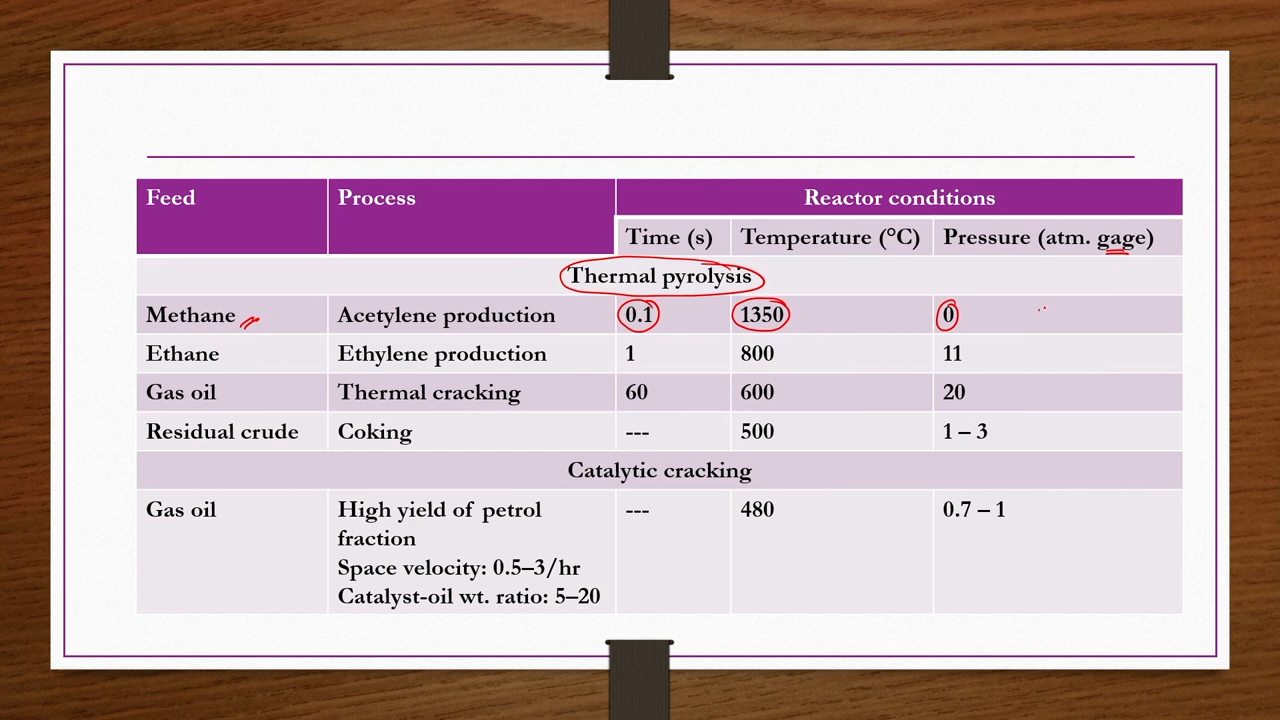 Feed Process Reactor conditions
Time (s) Temperature (°C) Pressure (atm. gage)
Thermal pyrolysis
Methane Acetylene production 0.1 1350 0
Ethane Ethylene production 1 800 11
Gas oil Thermal cracking 60 600 20
Residual crude Coking --- 500 1 – 3
Catalytic cracking
Gas oil High yield of petrol --- 480 0.7 – 1
fraction
Space velocity: 0.5–3/hr
Catalyst-oil wt. ratio: 5–20